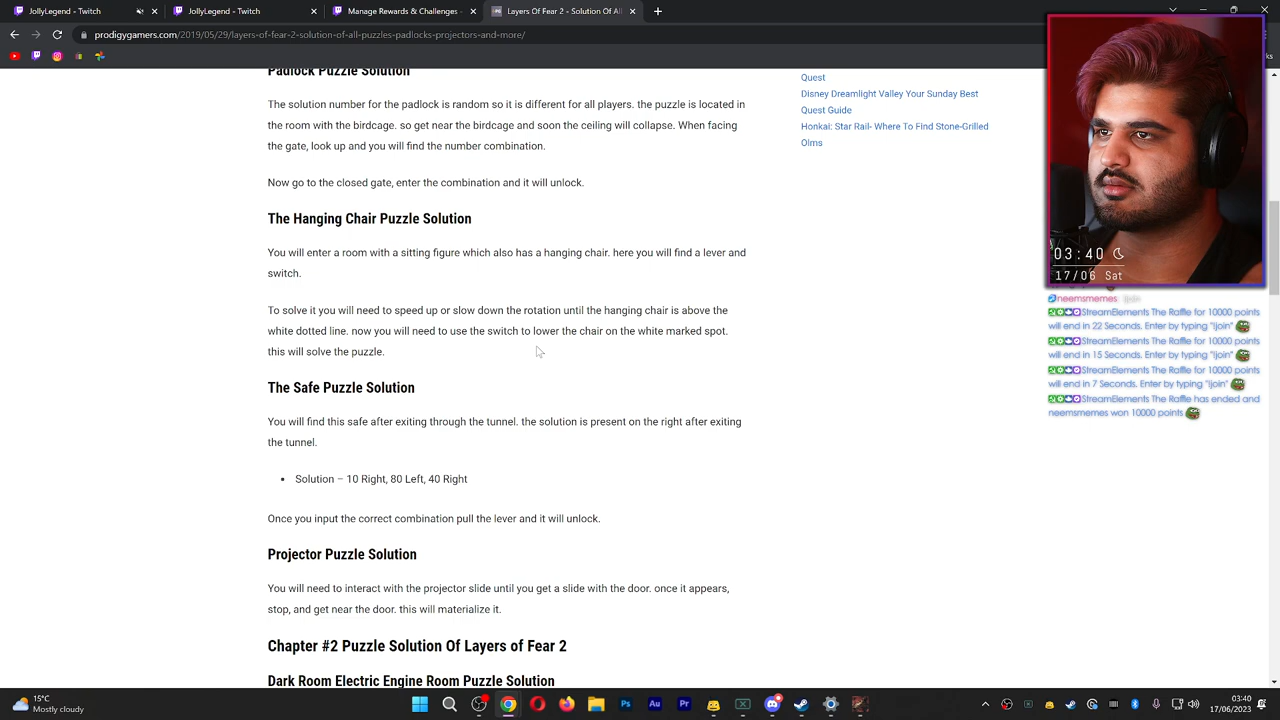 JollyLegend - Twitch
JollyLegend - Twitch
Manage Rewards & Challenges -
Layers Of Fear 2 - Solution Of All
prodigygamers.com/2019/05/29/layers-of-fear-2-solution-of-all-puzzles-padlock-projectors-and-more/
Padlock Puzzle Solution
The solution number for the padlock is random so it is different for all players. the puzzle is located in
the room with the birdcage. so get near the birdcage and soon the ceiling will collapse. When facing
the gate, look up and you will find the number combination.
Now go to the closed gate, enter the combination and it will unlock.
The Hanging Chair Puzzle Solution
You will enter a room with a sitting figure which also has a hanging chair. here you will find a lever and
switch.
To solve it you will need to speed up or slow down the rotation until the hanging chair is above the
white dotted line. now you will need to use the switch to lower the chair on the white marked spot.
this will solve the puzzle.
The Safe Puzzle Solution
You will find this safe after exiting through the tunnel. the solution is present on the right after exiting
the tunnel.
• Solution – 10 Right, 80 Left, 40 Right
Once you input the correct combination pull the lever and it will unlock.
Projector Puzzle Solution
You will need to interact with the projector slide until you get a slide with the door. once it appears,
stop, and get near the door. this will materialize it.
Chapter #2 Puzzle Solution Of Layers of Fear 2
Dark Room Electric Engine Room Puzzle Solution
Quest
Disney Dreamlight Valley Your Sunday Best
Quest Guide
Honkai: Star Rail- Where To Find Stone-Grilled
Olms
ks
03:40
17/06 Sat
neemsmemes !join
StreamElements The Raffle for 10000 points
will end in 22 Seconds. Enter by typing "!join"
StreamElements The Raffle for 10000 points
will end in 15 Seconds. Enter by typing "!join"
StreamElements The Raffle for 10000 points
will end in 7 Seconds. Enter by typing "!join"
StreamElements The Raffle has ended and
neemsmemes won 10000 points
15°C
Mostly cloudy
Ps
Au
Pr
03:40
17/06/2023